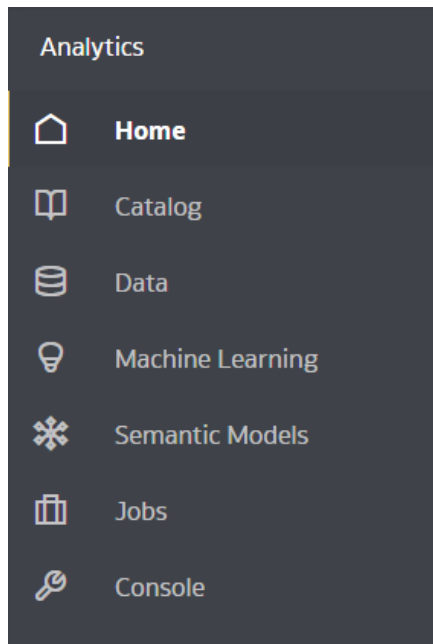 Analytics
Home
Catalog
Data
Machine Learning
Semantic Models
Jobs
Console